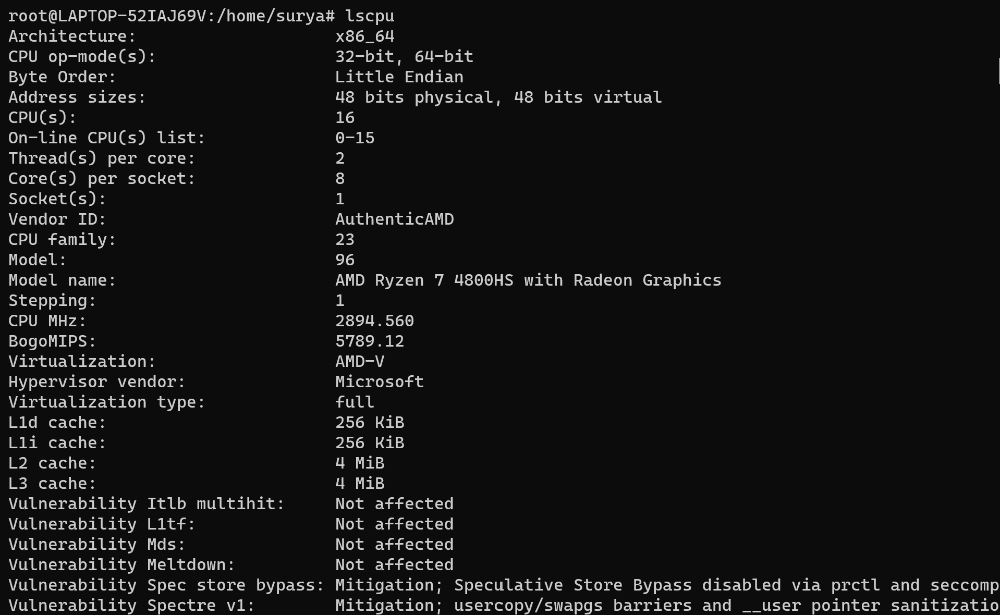 root@LAPTOP-52IAJ69V:/home/surya# lscpu
Architecture: x86_64
CPU op-mode(s): 32-bit, 64-bit
Byte Order: Little Endian
Address sizes: 48 bits physical, 48 bits virtual
CPU(s): 16
On-line CPU(s) list: 0-15
Thread(s) per core: 2
Core(s) per socket: 8
Socket(s): 1
Vendor ID: AuthenticAMD
CPU family: 23
Model: 96
Model name: AMD Ryzen 7 4800HS with Radeon Graphics
Stepping: 1
CPU MHz: 2894.560
BogoMIPS: 5789.12
Virtualization: AMD-V
Hypervisor vendor: Microsoft
Virtualization type: full
L1d cache: 256 KiB
L1i cache: 256 KiB
L2 cache: 4 MiB
L3 cache: 4 MiB
Vulnerability Itlb multihit: Not affected
Vulnerability L1tf: Not affected
Vulnerability Mds: Not affected
Vulnerability Meltdown: Not affected
Vulnerability Spec store bypass: Mitigation; Speculative Store Bypass disabled via prctl and seccomp
Vulnerability Spectre v1: Mitigation; usercopy/swapgs barriers and __user pointer sanitizatio